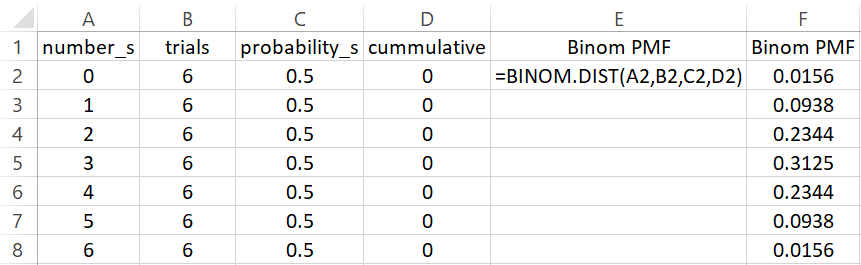 A B C D E F
1 number_s trials probability_s cummulative Binom PMF Binom PMF
2 0 6 0.5 0 =BINOM.DIST(A2,B2,C2,D2) 0.0156
3 1 6 0.5 0 0.0938
4 2 6 0.5 0 0.2344
5 3 6 0.5 0 0.3125
6 4 6 0.5 0 0.2344
7 5 6 0.5 0 0.0938
8 6 6 0.5 0 0.0156